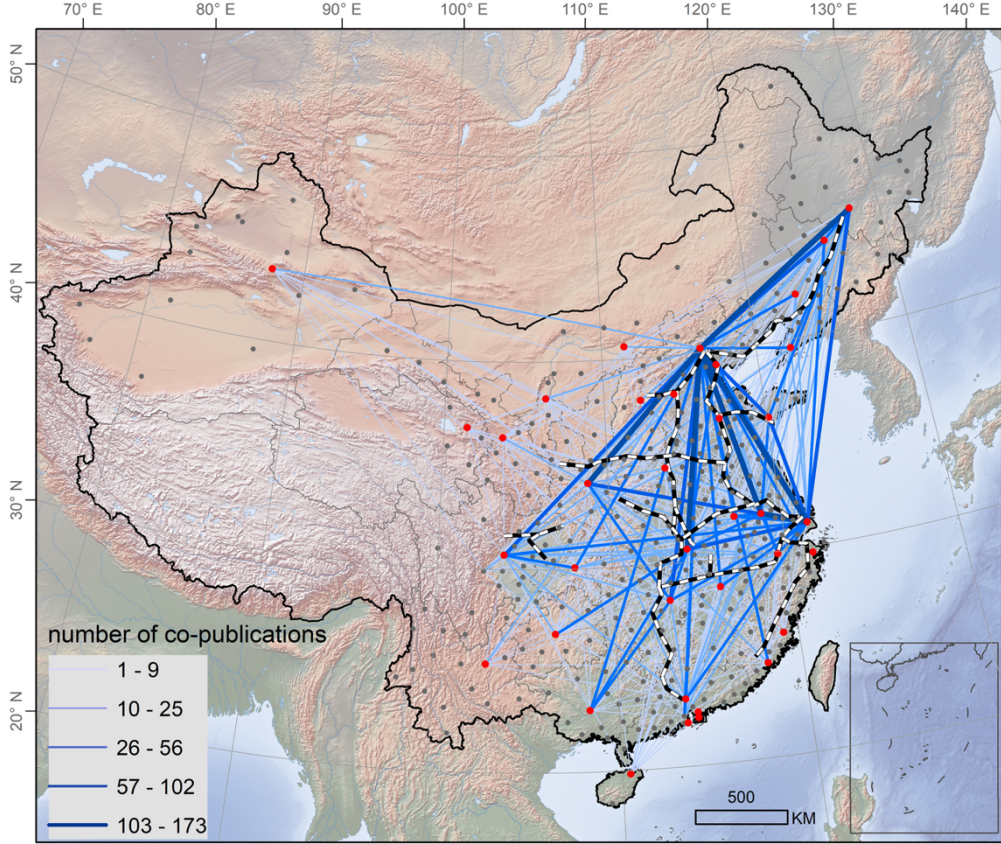 70° E 80° E 90° E 100° E 110° E 120° E 130° E 140° E
50° N
40° N
30° N
20° N
number of co-publications
1 - 9
10 - 25
26 - 56
57 - 102
103 - 173
500
KM